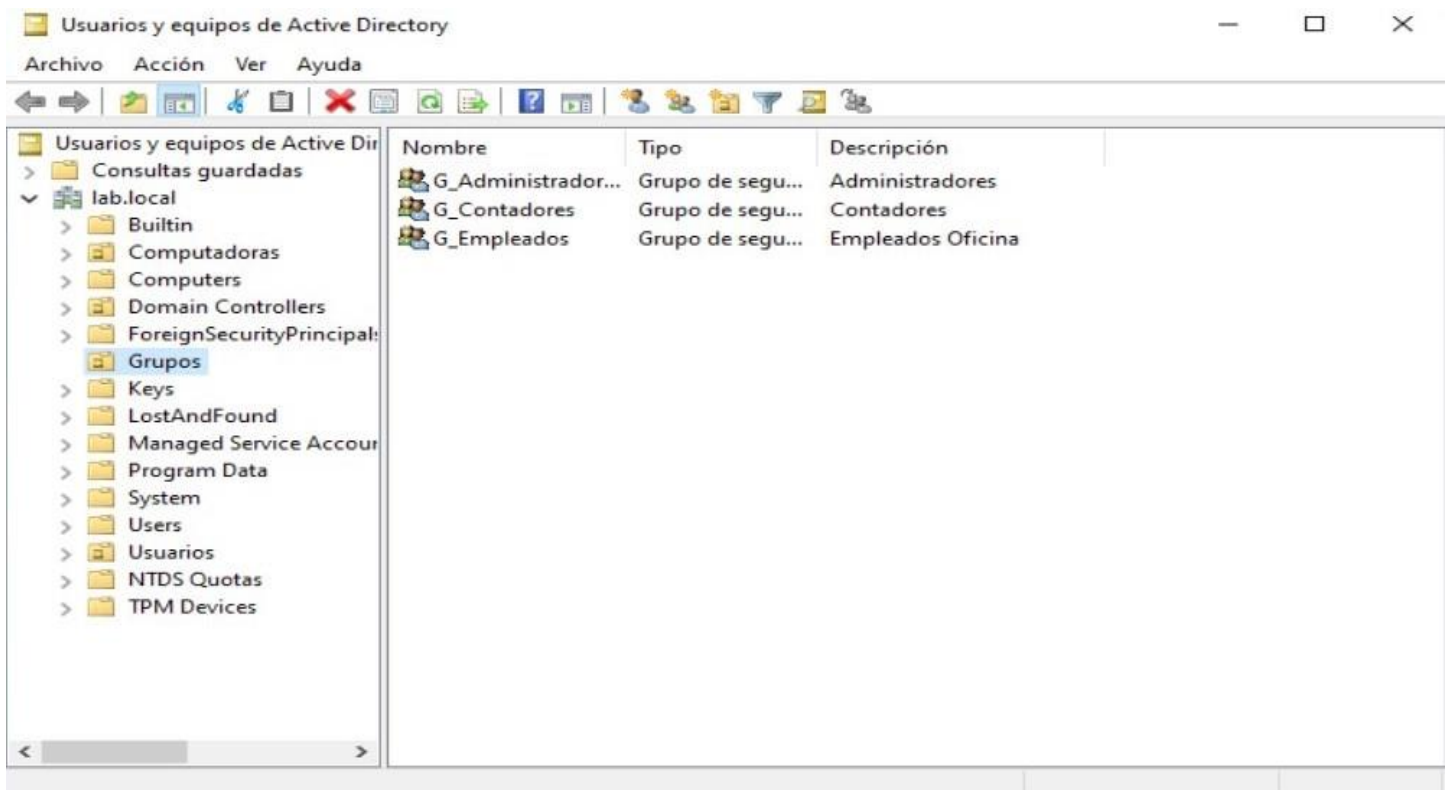 Usuarios y equipos de Active Directory
Archivo Acción Ver Ayuda
Usuarios y equipos de Active Dir
Consultas guardadas
lab.local
Builtin
Computadoras
Computers
Domain Controllers
ForeignSecurityPrincipals
Grupos
Keys
LostAndFound
Managed Service Accour
Program Data
System
Users
Usuarios
NTDS Quotas
TPM Devices
Nombre Tipo Descripción
G_Administrador... Grupo de segu... Administradores
G_Contadores Grupo de segu... Contadores
G_Empleados Grupo de segu... Empleados Oficina